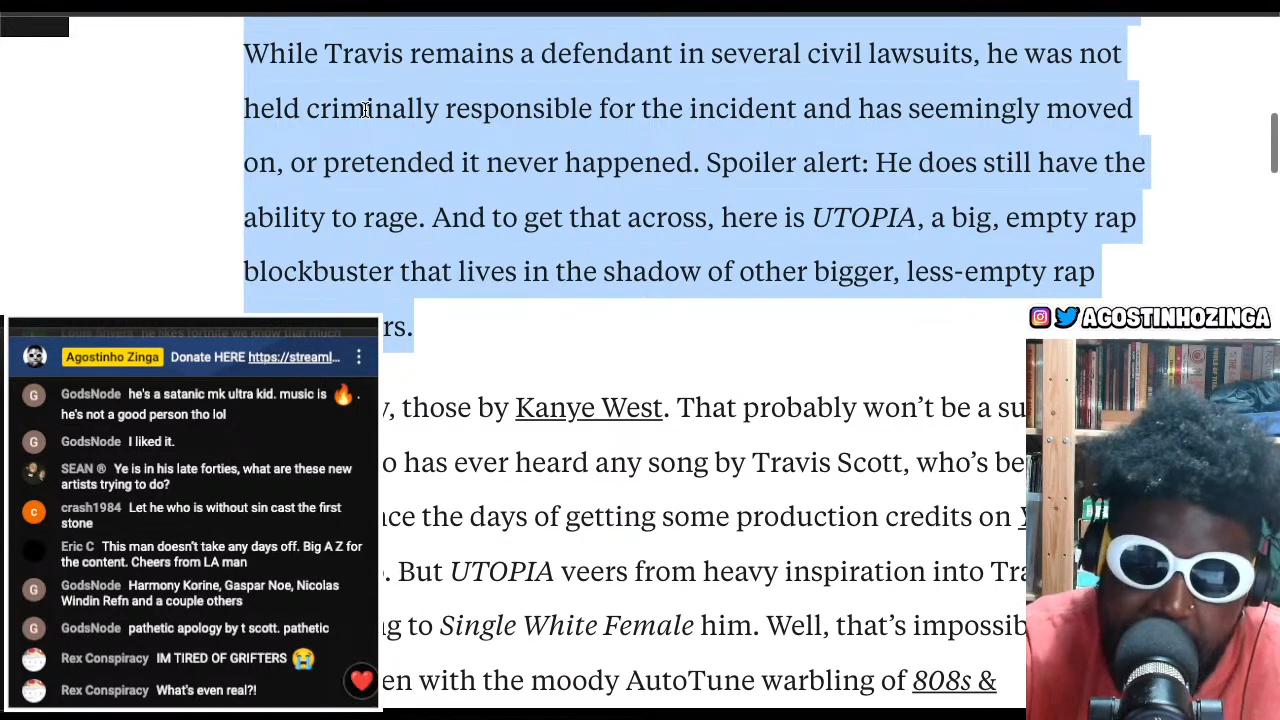 While Travis remains a defendant in several civil lawsuits, he was not
held criminally responsible for the incident and has seemingly moved
on, or pretended it never happened. Spoiler alert: He does still have the
ability to rage. And to get that across, here is UTOPIA, a big, empty rap
blockbuster that lives in the shadow of other bigger, less-empty rap
rs.
y, those by Kanye West. That probably won’t be a su
o has ever heard any song by Travis Scott, who’s be
ce the days of getting some production credits on
. But UTOPIA veers from heavy inspiration into Tra
g to Single White Female him. Well, that’s impossib
en with the moody AutoTune warbling of 808s &
AGOSTINHOZINGA
he likes fortnite we know that much
Agostinho Zinga Donate HERE https://streaml...
GodsNode he's a satanic mk ultra kid. music is 🔥.
he's not a good person tho lol
GodsNode I liked it.
SEAN ® Ye is in his late forties, what are these new
artists trying to do?
crash1984 Let he who is without sin cast the first
stone
Eric C This man doesn’t take any days off. Big A Z for
the content. Cheers from LA man
GodsNode Harmony Korine, Gaspar Noe, Nicolas
Windin Refn and a couple others
GodsNode pathetic apology by t scott. pathetic
Rex Conspiracy IM TIRED OF GRIFTERS 😭
Rex Conspiracy What's even real?!